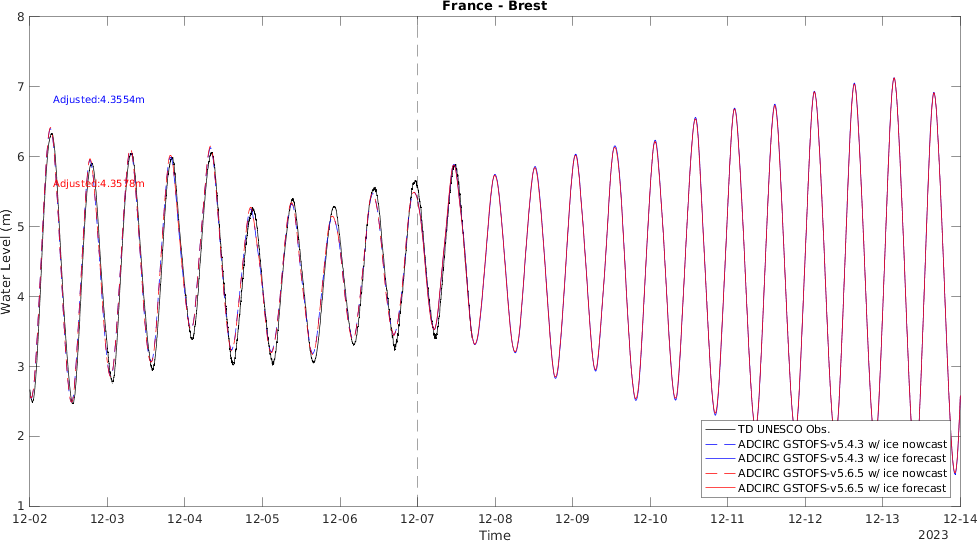 France - Brest
8
7
6
5
4
3
2
1
Water Level (m)
Adjusted:4.3554m
Adjusted:4.3578m
TD UNESCO Obs.
ADCIRC GSTOFS-v5.4.3 w/ ice nowcast
ADCIRC GSTOFS-v5.4.3 w/ ice forecast
ADCIRC GSTOFS-v5.6.5 w/ ice nowcast
ADCIRC GSTOFS-v5.6.5 w/ ice forecast
12-02 12-03 12-04 12-05 12-06 12-07 12-08 12-09 12-10 12-11 12-12 12-13 12-14
Time
2023